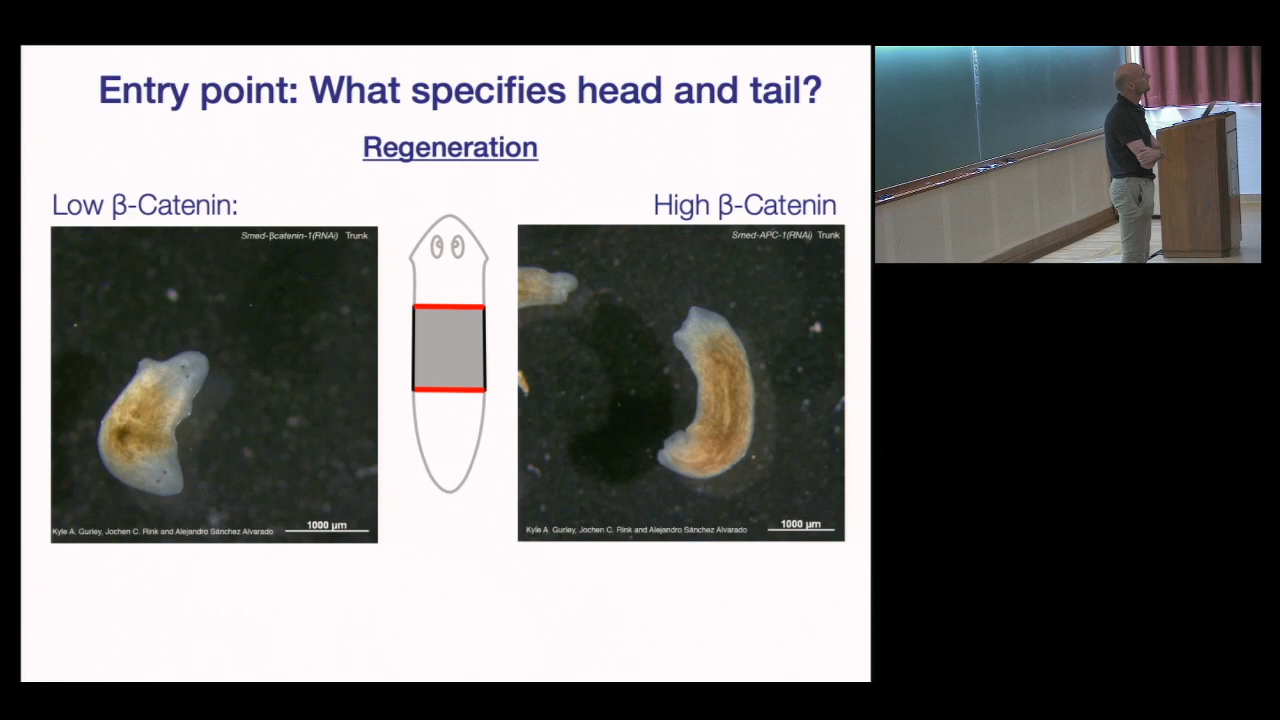 Entry point: What specifies head and tail?
Regeneration
Low β-Catenin:
High β-Catenin
Smed-βcatenin-1(RNAi) Trunk
Smed-APC-1(RNAi) Trunk
1000 µm
Kyle A. Gurley, Jochen C. Rink and Alejandro Sánchez Alvarado
1000 µm
Kyle A. Gurley, Jochen C. Rink and Alejandro Sánchez Alvarado